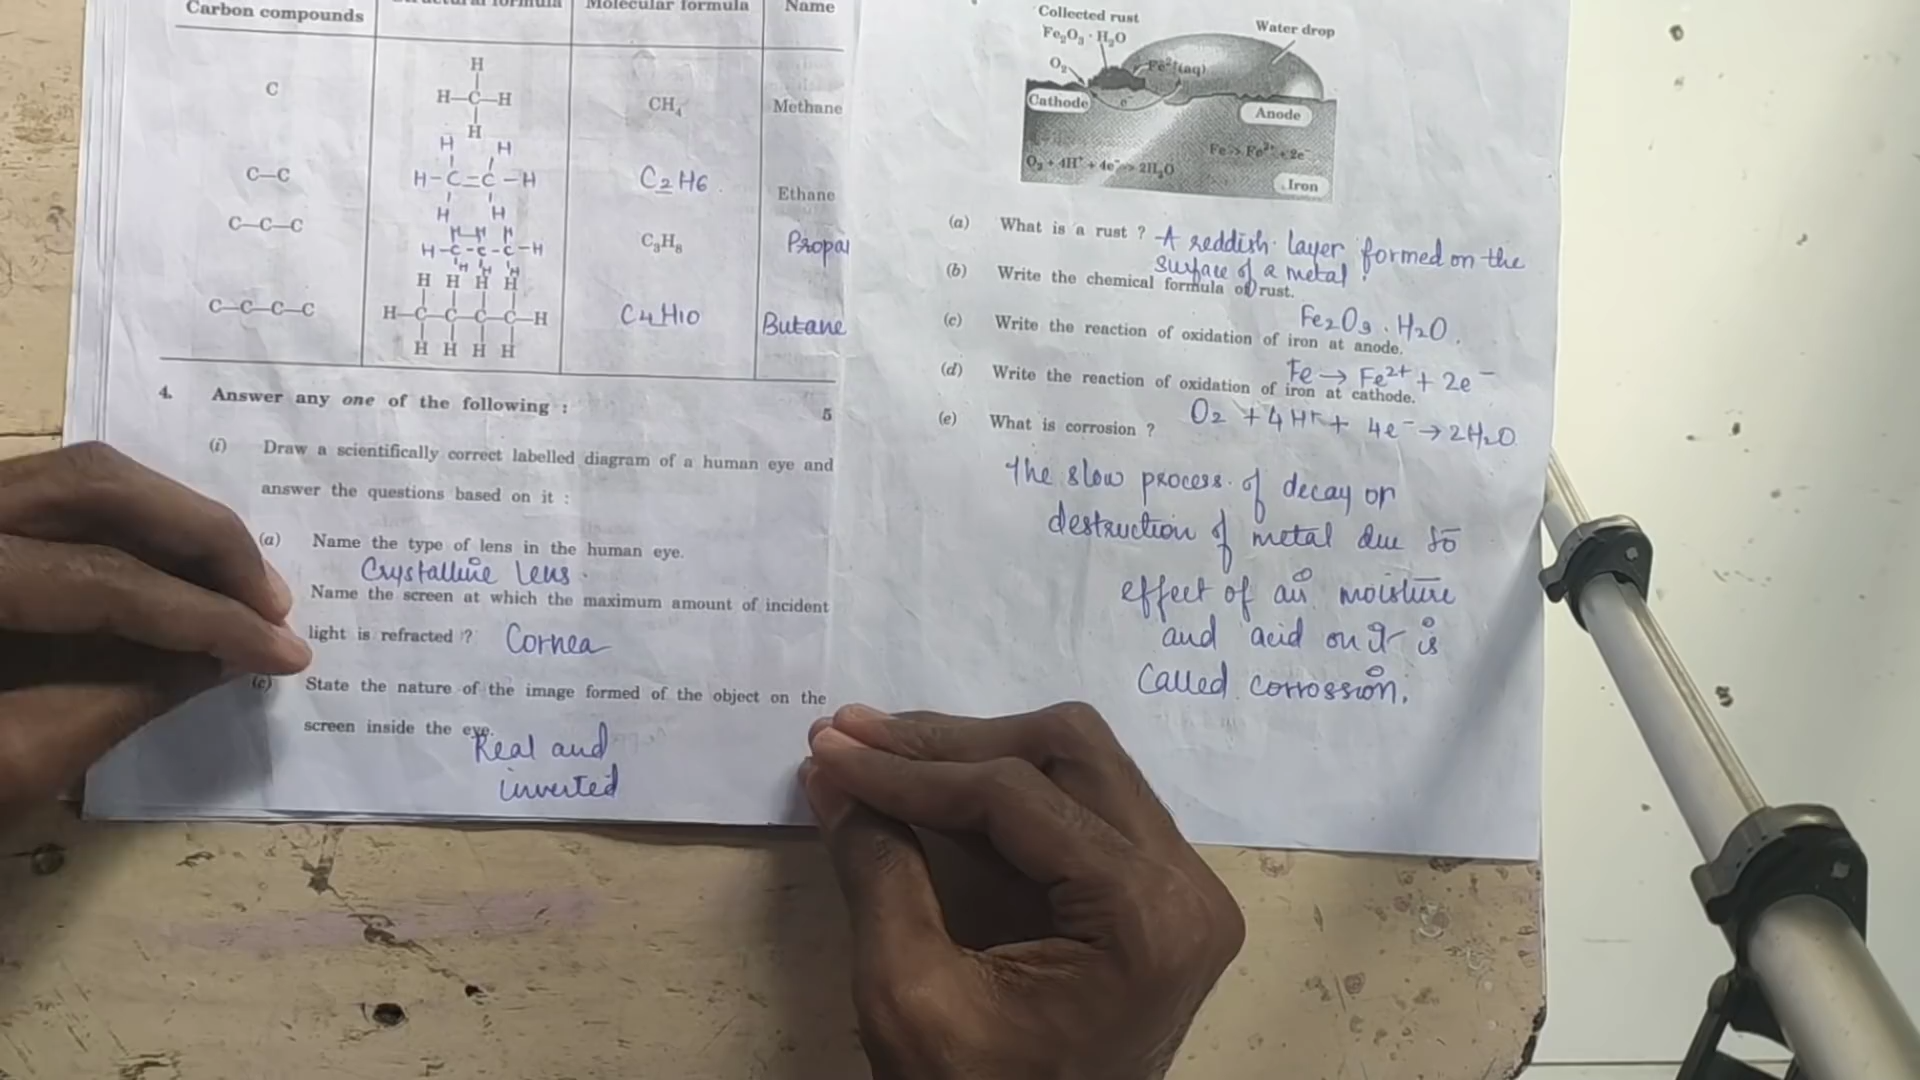 Carbon compounds
Structural formula
Molecular formula
Name
C
H
H—C—H
H
CH4
Methane
C—C
H H
H-C-C-H
H H
C2H6.
Ethane
C—C—C
H H H
H-C-C-C-H
H H H
C3H8
Propa
C—C—C—C
H H H H
H—C—C—C—C—H
H H H H
C4H10
Butane
4. Answer any one of the following : 5
(i) Draw a scientifically correct labelled diagram of a human eye and
answer the questions based on it :
(a) Name the type of lens in the human eye.
Crystalline Lens.
Name the screen at which the maximum amount of incident
light is refracted ? Cornea
(c) State the nature of the image formed of the object on the
screen inside the eye.
Real and
inverted
Collected rust
Fe2O3 · H2O
Water drop
O2
Fe2+(aq)
Cathode
e-
Anode
Fe -> Fe2+ + 2e-
O2 + 4H+ + 4e- -> 2H2O
Iron
(a) What is a rust ? A reddish layer formed on the
surface of a metal.
(b) Write the chemical formula of rust.
Fe2O3 . H2O.
(c) Write the reaction of oxidation of iron at anode.
Fe → Fe2+ + 2e-
(d) Write the reaction of oxidation of iron at cathode.
O2 + 4H+ + 4e- → 2H2O
(e) What is corrosion ?
The slow process of decay or
destruction of metal due to
effect of air moisture
and acid on it is
Called corrossion.